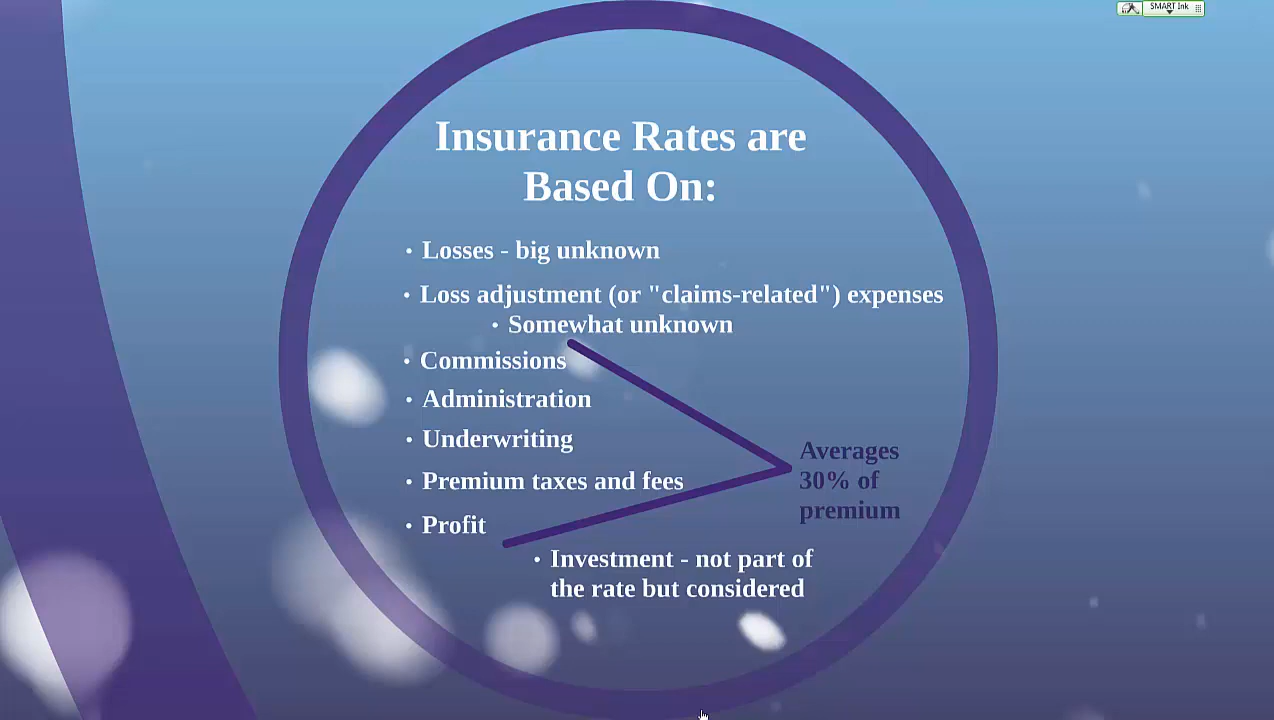 SMART Ink
Insurance Rates are
Based On:
• Losses - big unknown
• Loss adjustment (or "claims-related") expenses
• Somewhat unknown
• Commissions
• Administration
• Underwriting
• Premium taxes and fees
• Profit
Averages
30% of
premium
• Investment - not part of
the rate but considered